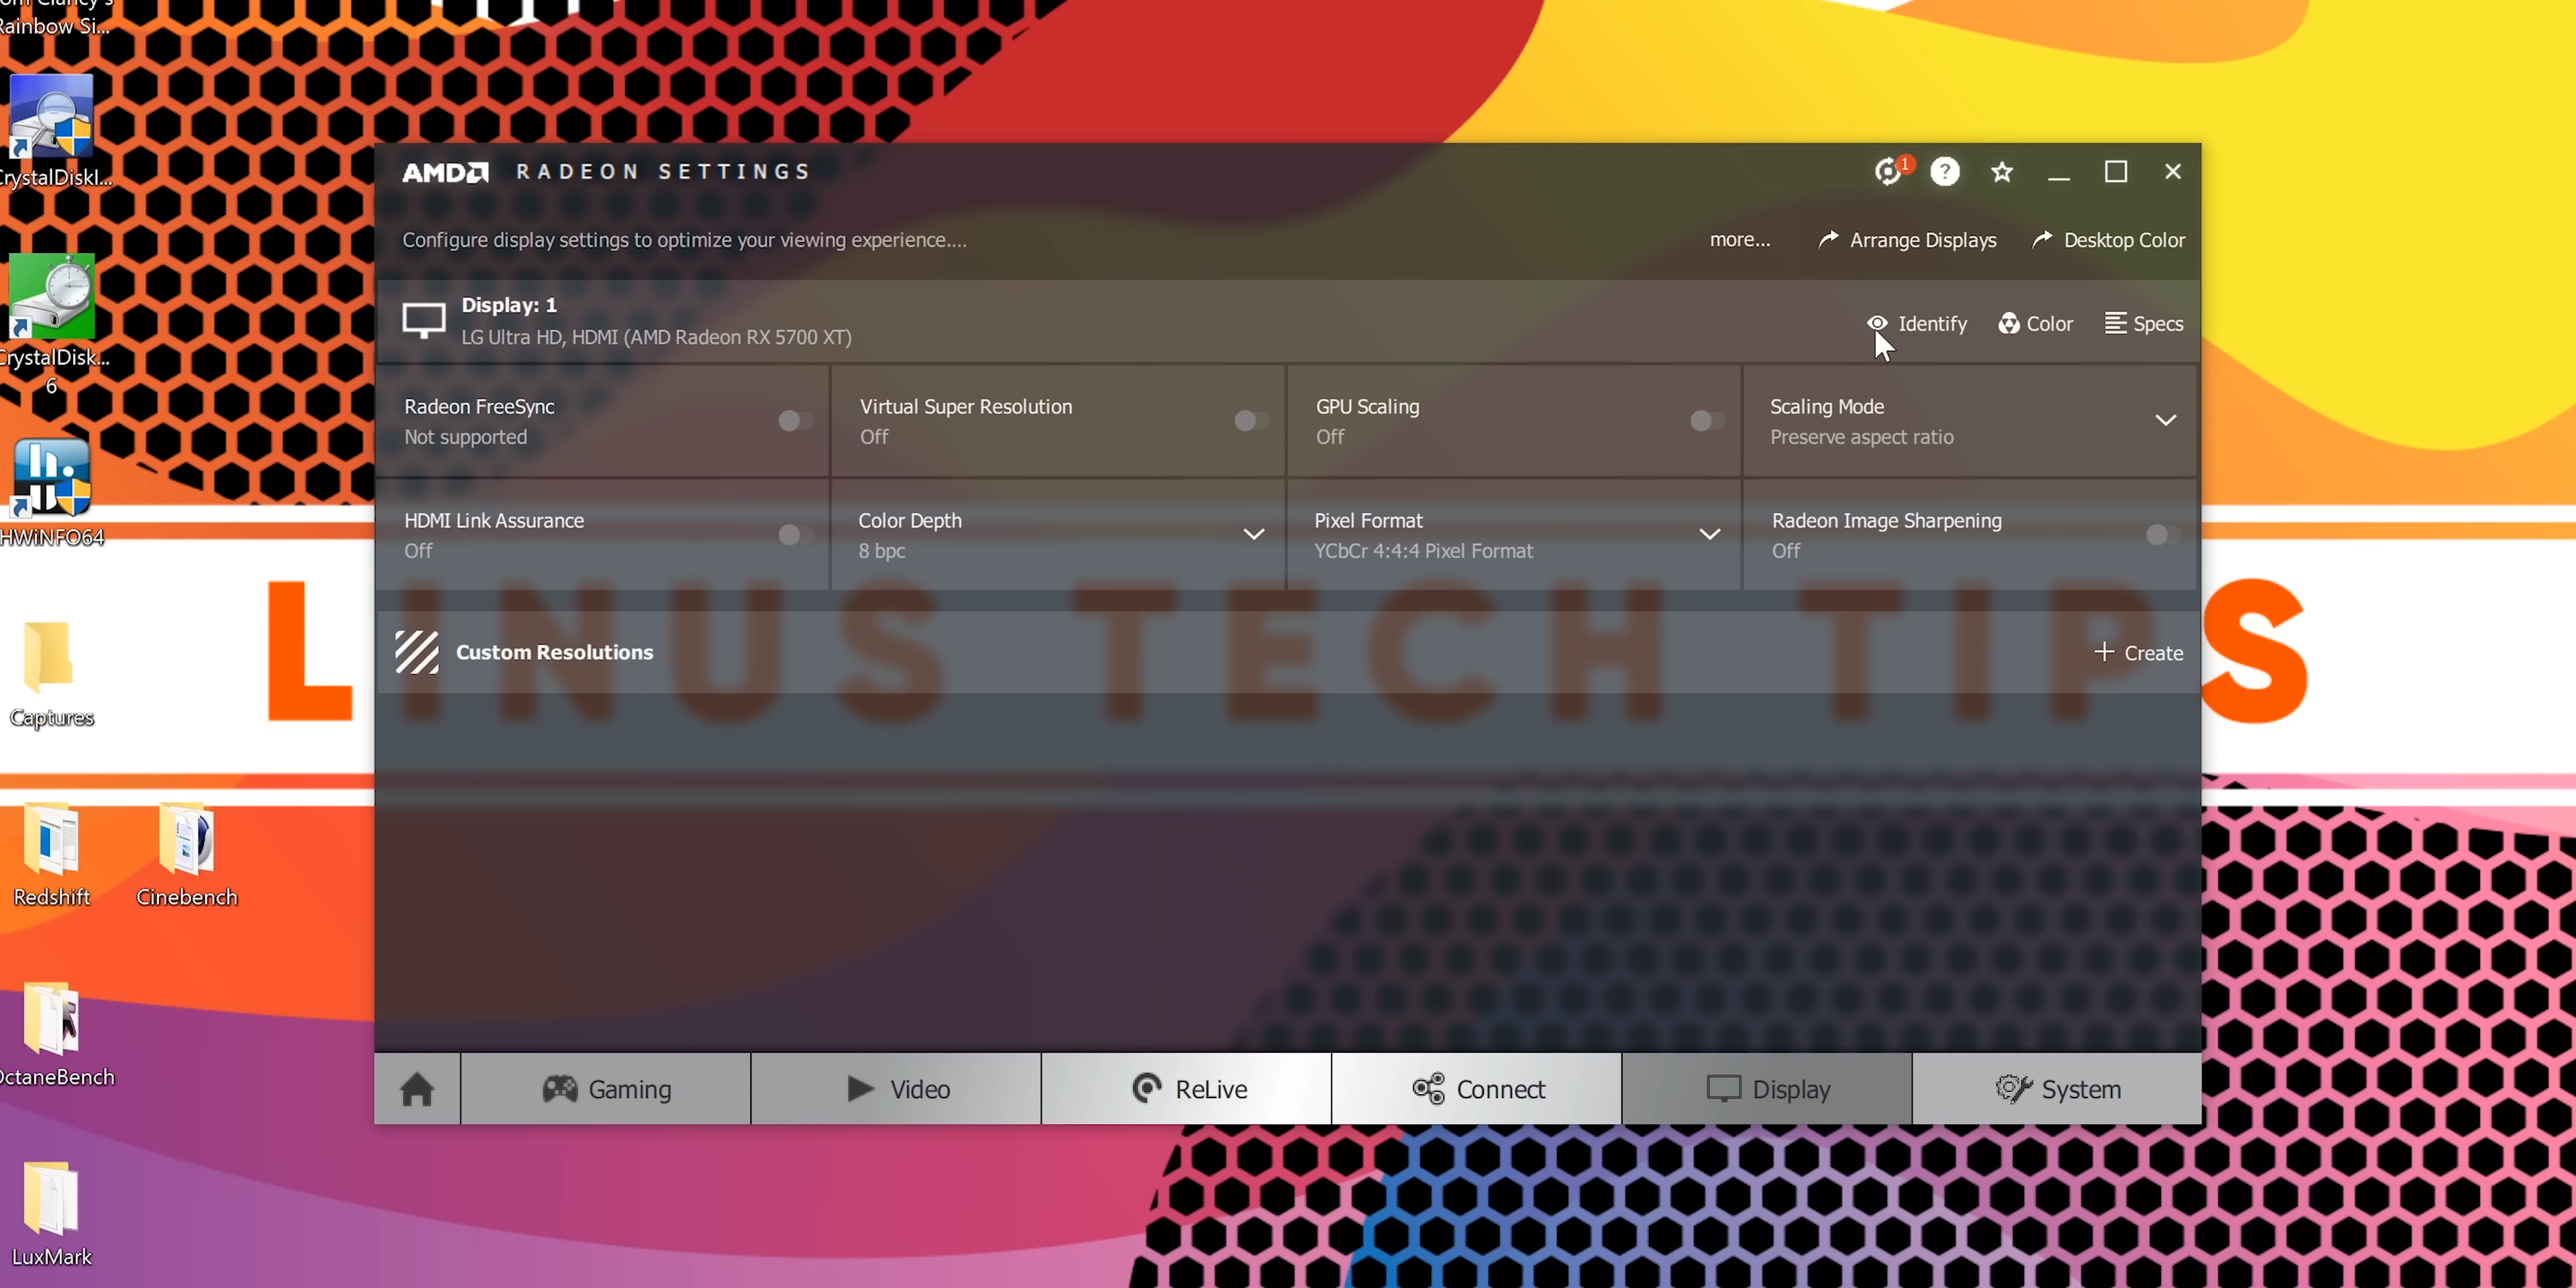 Rainbow Si...
CrystalDiskI...
CrystalDisk...
6
HWiNFO64
Captures
Redshift
Cinebench
OctaneBench
LuxMark
LINUS TECH TIPS
AMD RADEON SETTINGS
1
?
Configure display settings to optimize your viewing experience....
more...
Arrange Displays
Desktop Color
Display: 1
LG Ultra HD, HDMI (AMD Radeon RX 5700 XT)
Identify
Color
Specs
Radeon FreeSync
Not supported
Virtual Super Resolution
Off
GPU Scaling
Off
Scaling Mode
Preserve aspect ratio
HDMI Link Assurance
Off
Color Depth
8 bpc
Pixel Format
YCbCr 4:4:4 Pixel Format
Radeon Image Sharpening
Off
Custom Resolutions
Create
Gaming
Video
ReLive
Connect
Display
System